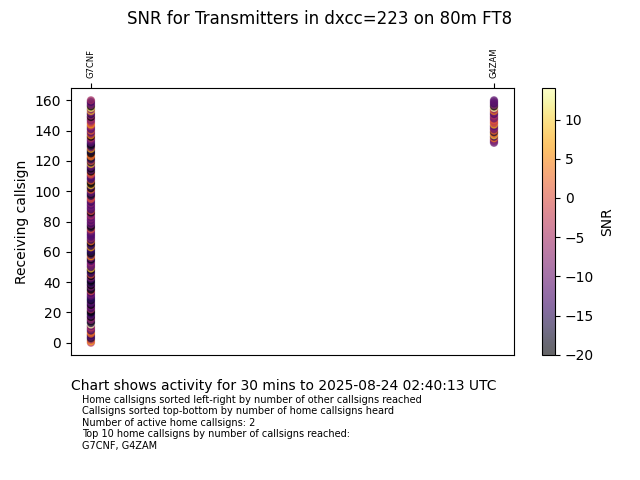 SNR for Transmitters in dxcc=223 on 80m FT8
G7CNF
G4ZAM
160
140
120
100
80
60
40
20
0
Receiving callsign
10
5
0
−5
−10
−15
−20
SNR
Chart shows activity for 30 mins to 2025-08-24 02:40:13 UTC
Home callsigns sorted left-right by number of other callsigns reached
Callsigns sorted top-bottom by number of home callsigns heard
Number of active home callsigns: 2
Top 10 home callsigns by number of callsigns reached:
G7CNF, G4ZAM